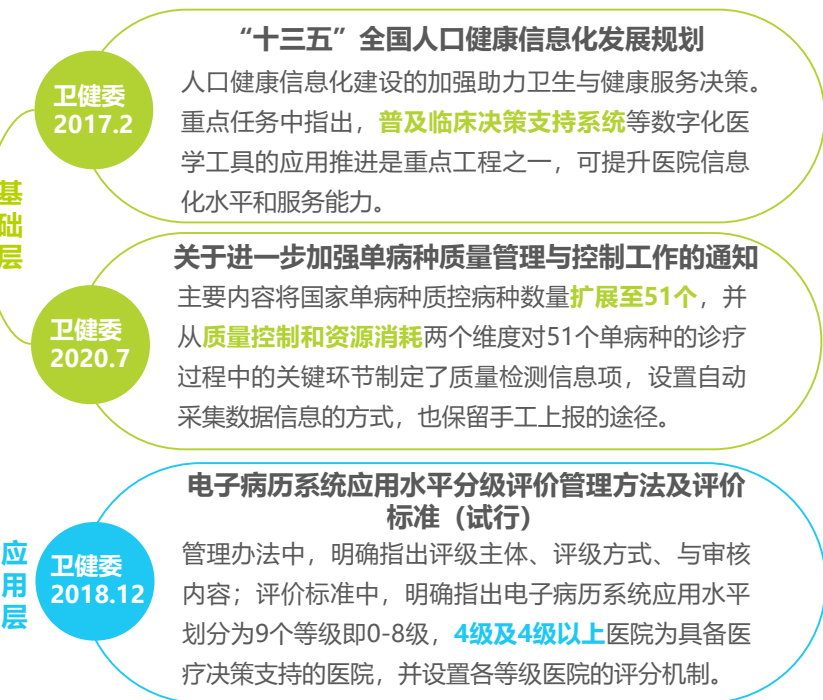 “十三五”全国人口健康信息化发展规划
卫健委
2017.2
人口健康信息化建设的加强助力卫生与健康服务决策。
重点任务中指出，普及临床决策支持系统等数字化医
学工具的应用推进是重点工程之一，可提升医院信息
化水平和服务能力。
基
础
层
关于进一步加强单病种质量管理与控制工作的通知
卫健委
2020.7
主要内容将国家单病种质控病种数量扩展至51个，并
从质量控制和资源消耗两个维度对51个单病种的诊疗
过程中的关键环节制定了质量检测信息项，设置自动
采集数据信息的方式，也保留手工上报的途径。
电子病历系统应用水平分级评价管理方法及评价
标准（试行）
应
用
层
卫健委
2018.12
管理办法中，明确指出评级主体、评级方式、与审核
内容；评价标准中，明确指出电子病历系统应用水平
划分为9个等级即0-8级，4级及4级以上医院为具备医
疗决策支持的医院，并设置各等级医院的评分机制。